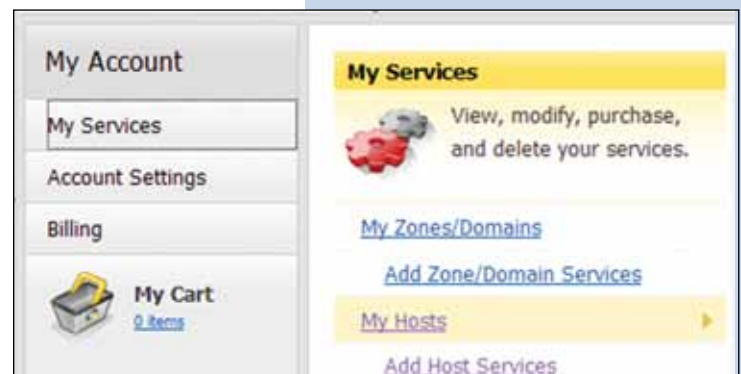 My Account
My Services
Account Settings
Billing
My Cart
0 items
My Services
View, modify, purchase,
and delete your services.
My Zones/Domains
Add Zone/Domain Services
My Hosts
Add Host Services